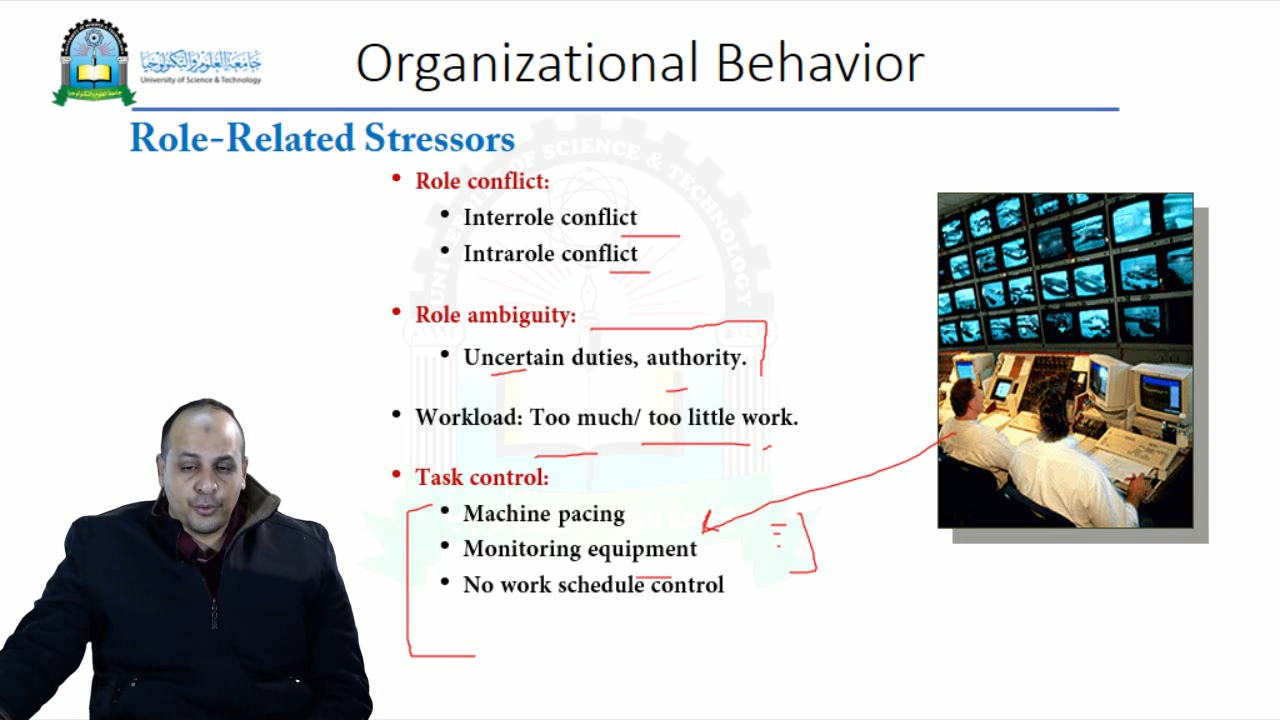 جامعة العلوم والتكنولوجيا
University of Science & Technology
Organizational Behavior
Role-Related Stressors
• Role conflict:
• Interrole conflict
• Intrarole conflict
• Role ambiguity:
• Uncertain duties, authority.
• Workload: Too much/ too little work.
• Task control:
• Machine pacing
• Monitoring equipment
• No work schedule control